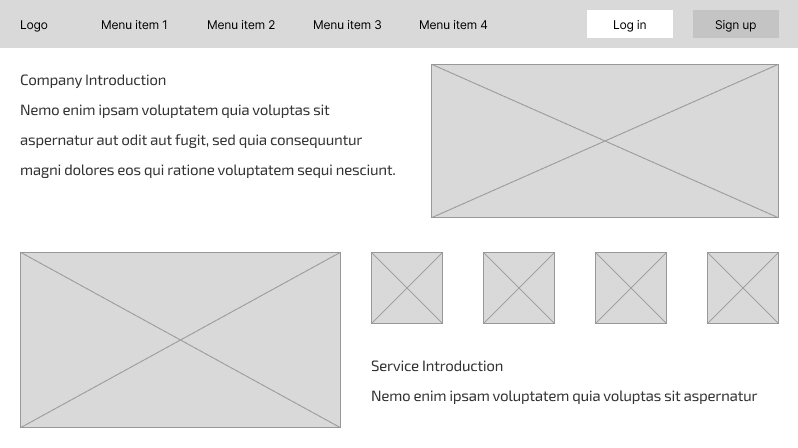 Logo
Menu item 1
Menu item 2
Menu item 3
Menu item 4
Log in
Sign up
Company Introduction
Nemo enim ipsam voluptatem quia voluptas sit
aspernatur aut odit aut fugit, sed quia consequuntur
magni dolores eos qui ratione voluptatem sequi nesciunt.
Service Introduction
Nemo enim ipsam voluptatem quia voluptas sit aspernatur